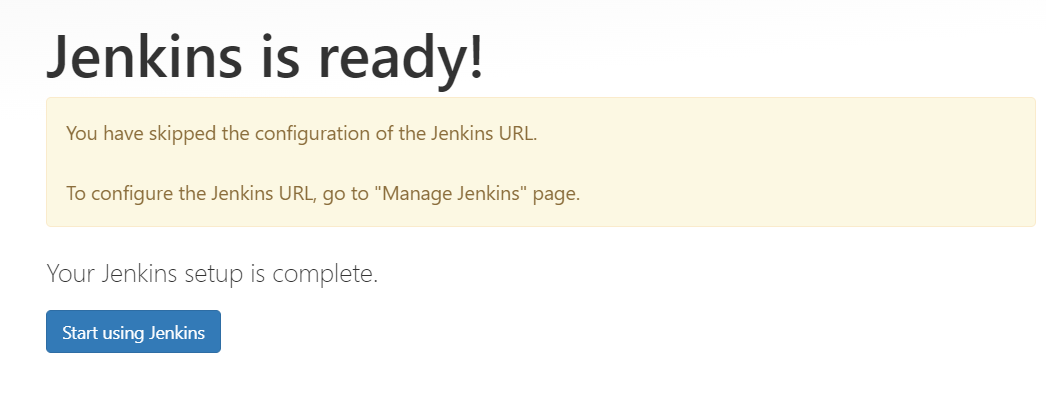 Jenkins is ready!
You have skipped the configuration of the Jenkins URL.
To configure the Jenkins URL, go to "Manage Jenkins" page.
Your Jenkins setup is complete.
Start using Jenkins